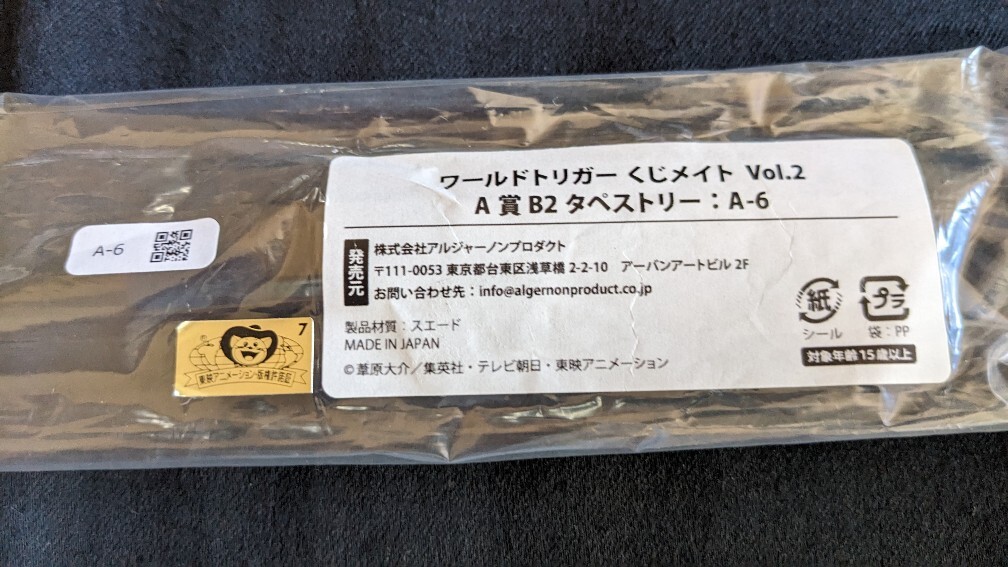 ワールドトリガー くじメイト Vol.2
A 賞 B2 タペストリー：A-6
発売元
株式会社アルジャーノンプロダクト
〒111-0053 東京都台東区浅草橋 2-2-10 アーバンアートビル 2F
お問い合わせ先：info@algernonproduct.co.jp
製品材質：スエード
MADE IN JAPAN
©葦原大介／集英社・テレビ朝日・東映アニメーション
紙
シール
プラ
袋：PP
対象年齢 15歳以上
A-6
7
東映アニメーション・版権許諾証